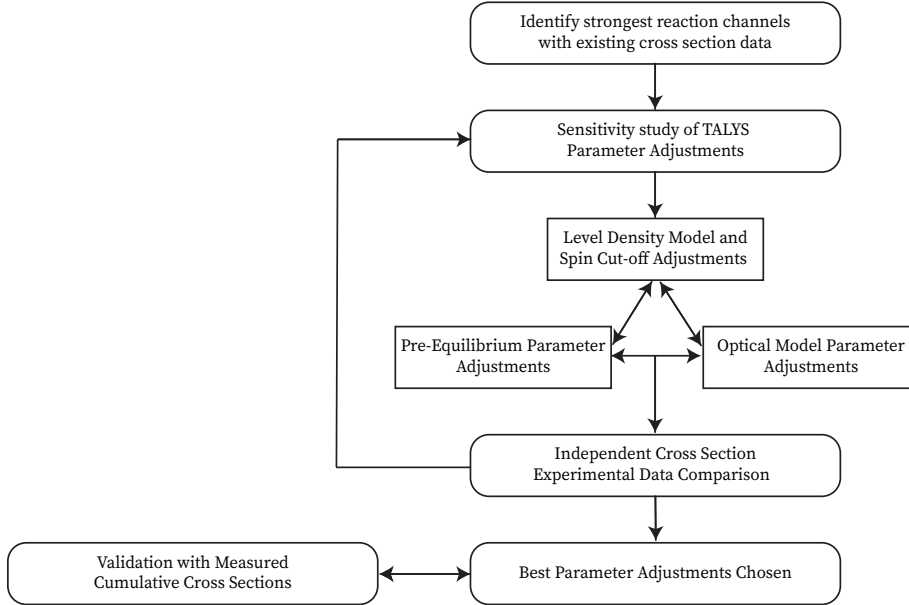 Identify strongest reaction channels
with existing cross section data
Sensitivity study of TALYS
Parameter Adjustments
Level Density Model and
Spin Cut-off Adjustments
Pre-Equilibrium Parameter
Adjustments
Optical Model Parameter
Adjustments
Independent Cross Section
Experimental Data Comparison
Validation with Measured
Cumulative Cross Sections
Best Parameter Adjustments Chosen